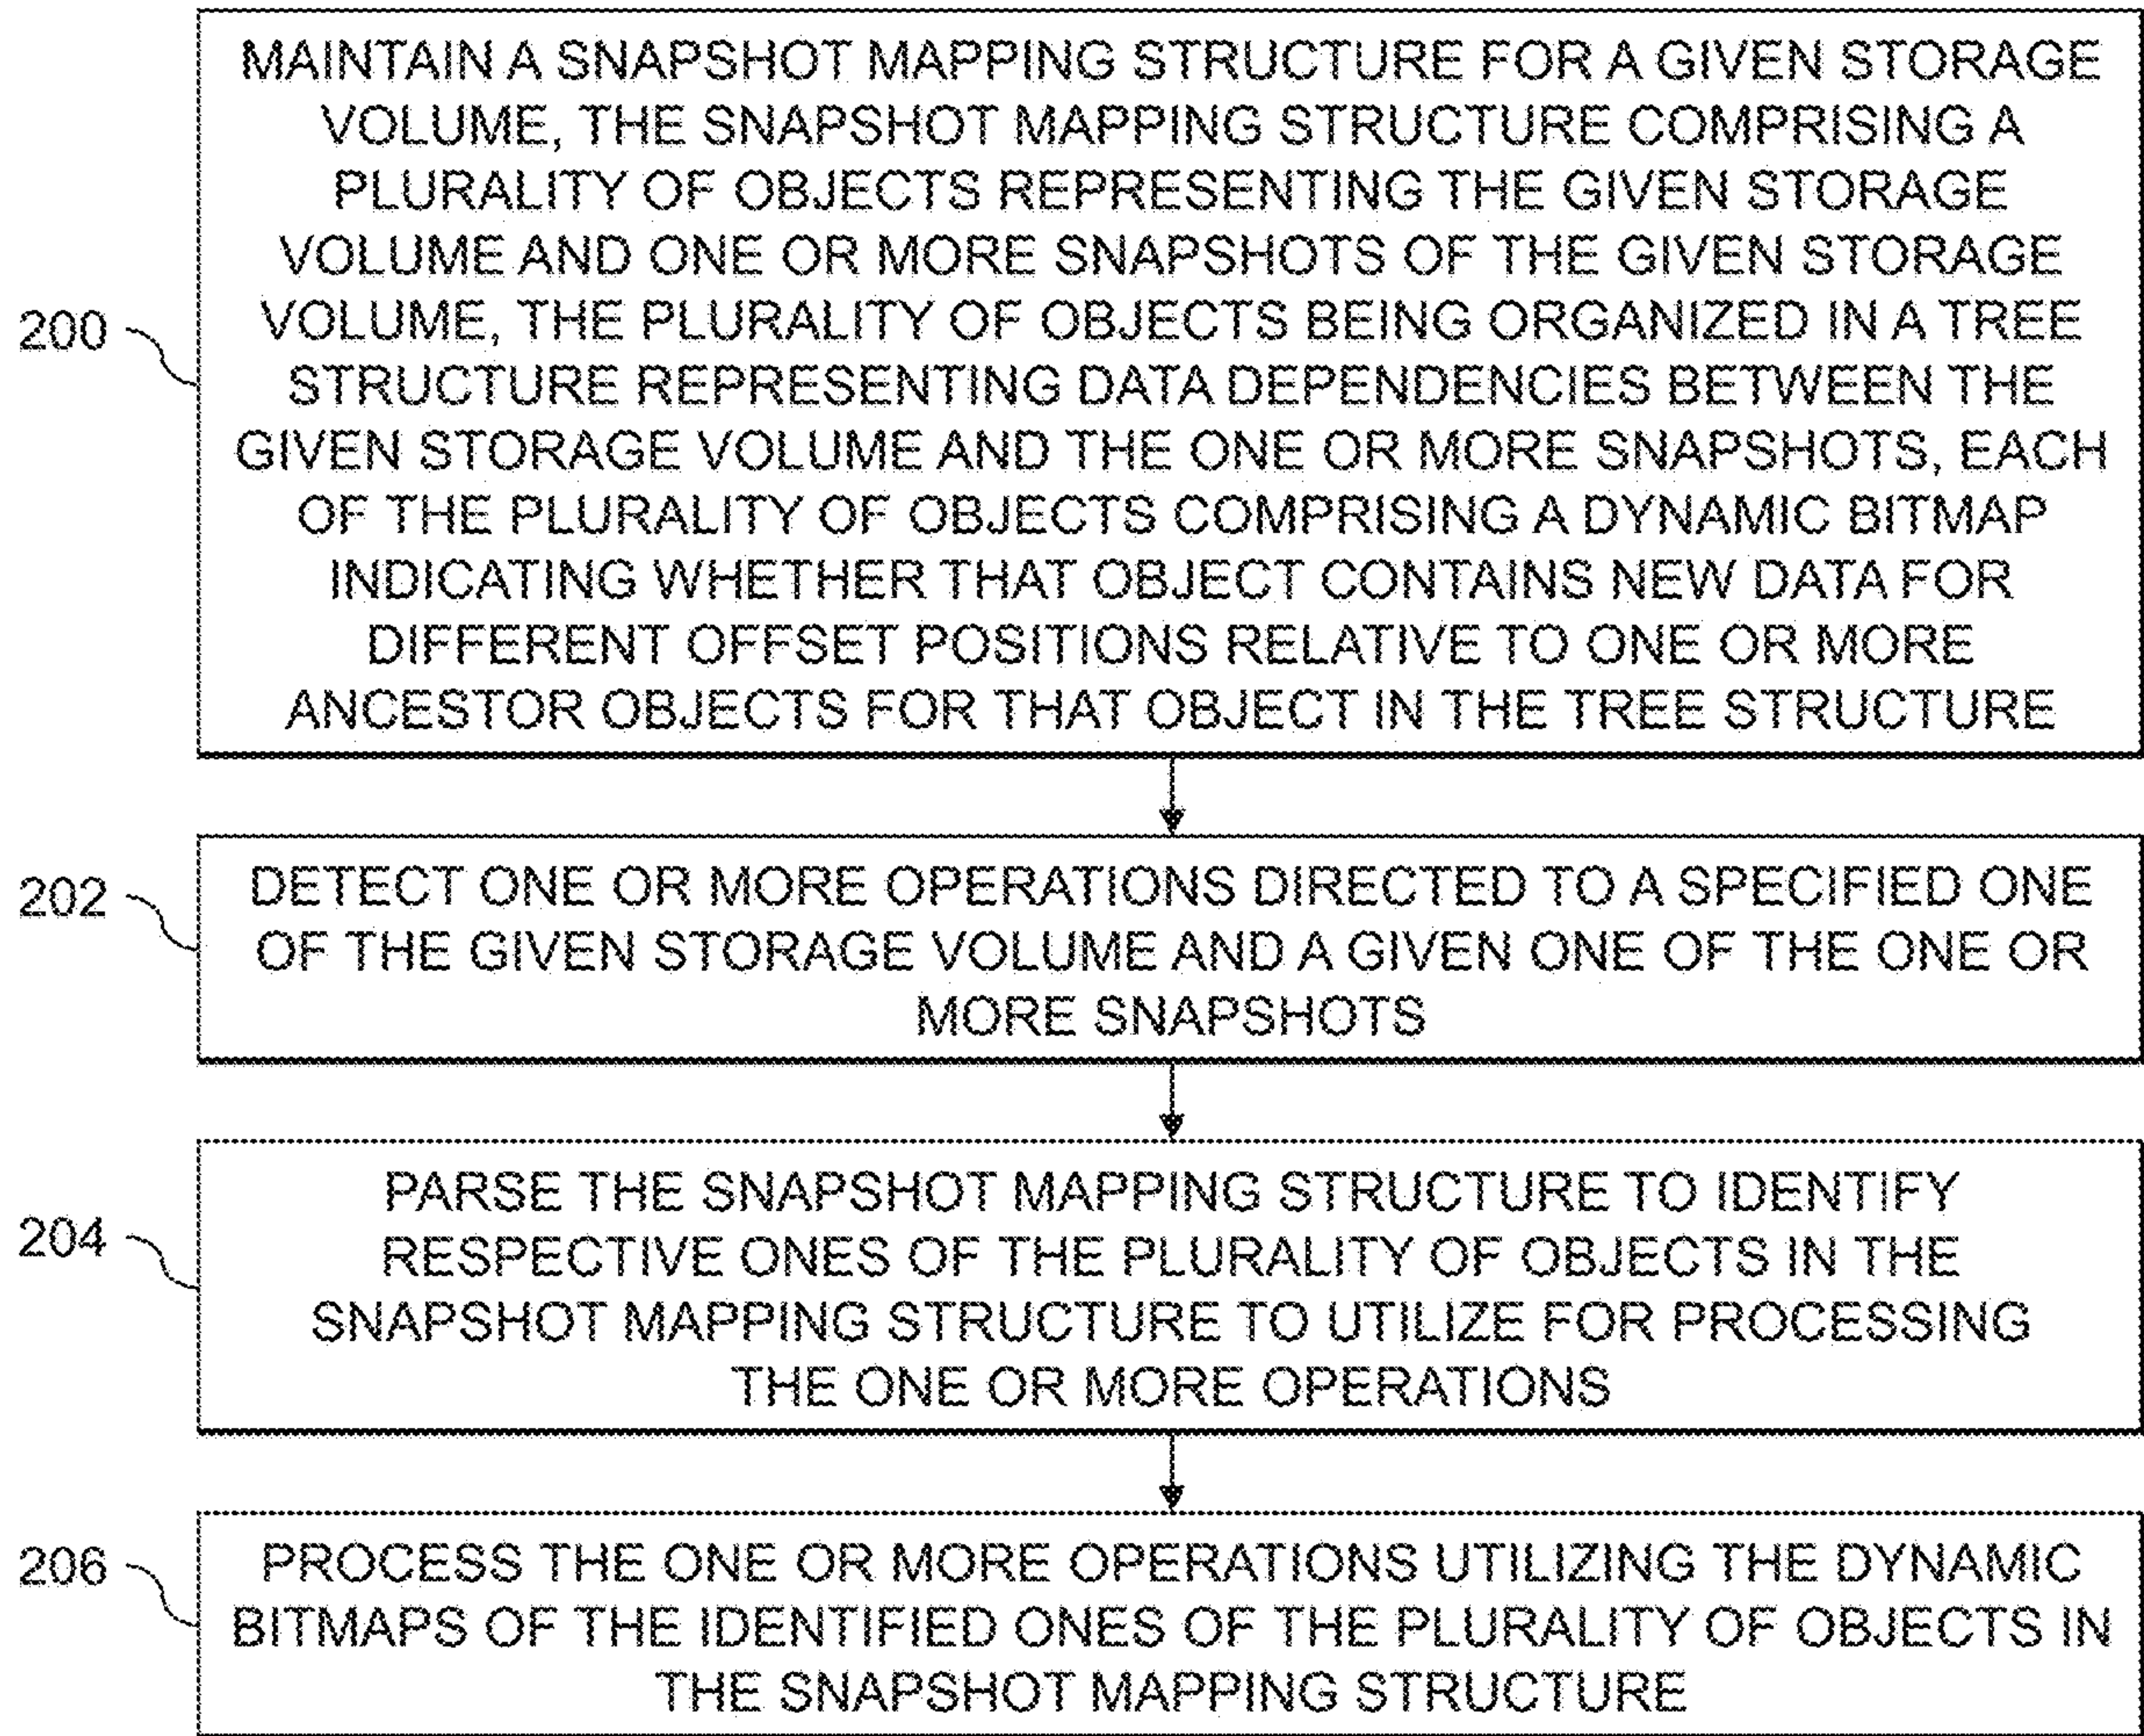 MAINTAIN A SNAPSHOT MAPPING STRUCTURE FOR A GIVEN STORAGE
VOLUME, THE SNAPSHOT MAPPING STRUCTURE COMPRISING A
PLURALITY OF OBJECTS REPRESENTING THE GIVEN STORAGE
VOLUME AND ONE OR MORE SNAPSHOTS OF THE GIVEN STORAGE
VOLUME, THE PLURALITY OF OBJECTS BEING ORGANIZED IN A TREE
STRUCTURE REPRESENTING DATA DEPENDENCIES BETWEEN THE
GIVEN STORAGE VOLUME AND THE ONE OR MORE SNAPSHOTS, EACH
OF THE PLURALITY OF OBJECTS COMPRISING A DYNAMIC BITMAP
INDICATING WHETHER THAT OBJECT CONTAINS NEW DATA FOR
DIFFERENT OFFSET POSITIONS RELATIVE TO ONE OR MORE
ANCESTOR OBJECTS FOR THAT OBJECT IN THE TREE STRUCTURE
200
DETECT ONE OR MORE OPERATIONS DIRECTED TO A SPECIFIED ONE
OF THE GIVEN STORAGE VOLUME AND A GIVEN ONE OF THE ONE OR
MORE SNAPSHOTS
202
PARSE THE SNAPSHOT MAPPING STRUCTURE TO IDENTIFY
RESPECTIVE ONES OF THE PLURALITY OF OBJECTS IN THE
SNAPSHOT MAPPING STRUCTURE TO UTILIZE FOR PROCESSING
THE ONE OR MORE OPERATIONS
204
PROCESS THE ONE OR MORE OPERATIONS UTILIZING THE DYNAMIC
BITMAPS OF THE IDENTIFIED ONES OF THE PLURALITY OF OBJECTS IN
THE SNAPSHOT MAPPING STRUCTURE
206